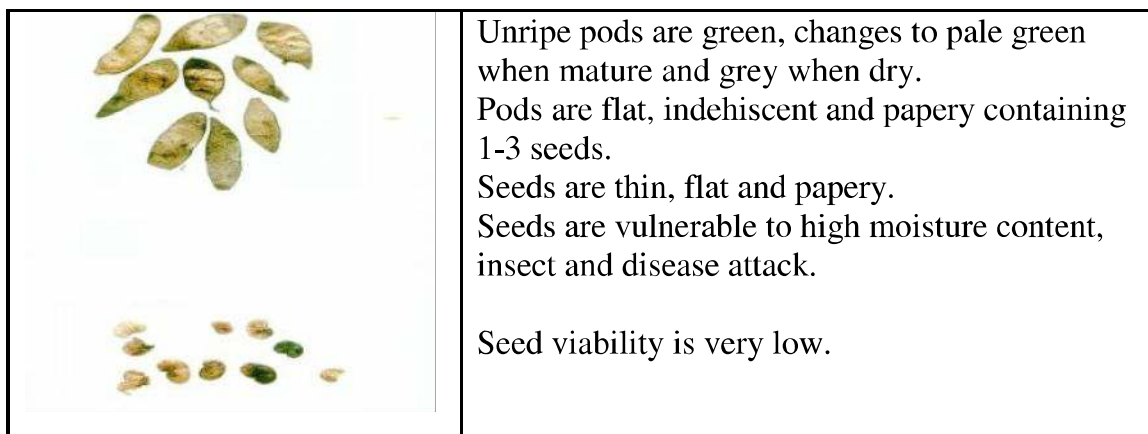 Unripe pods are green, changes to pale green
when mature and grey when dry.
Pods are flat, indehiscent and papery containing
1-3 seeds.
Seeds are thin, flat and papery.
Seeds are vulnerable to high moisture content,
insect and disease attack.
Seed viability is very low.